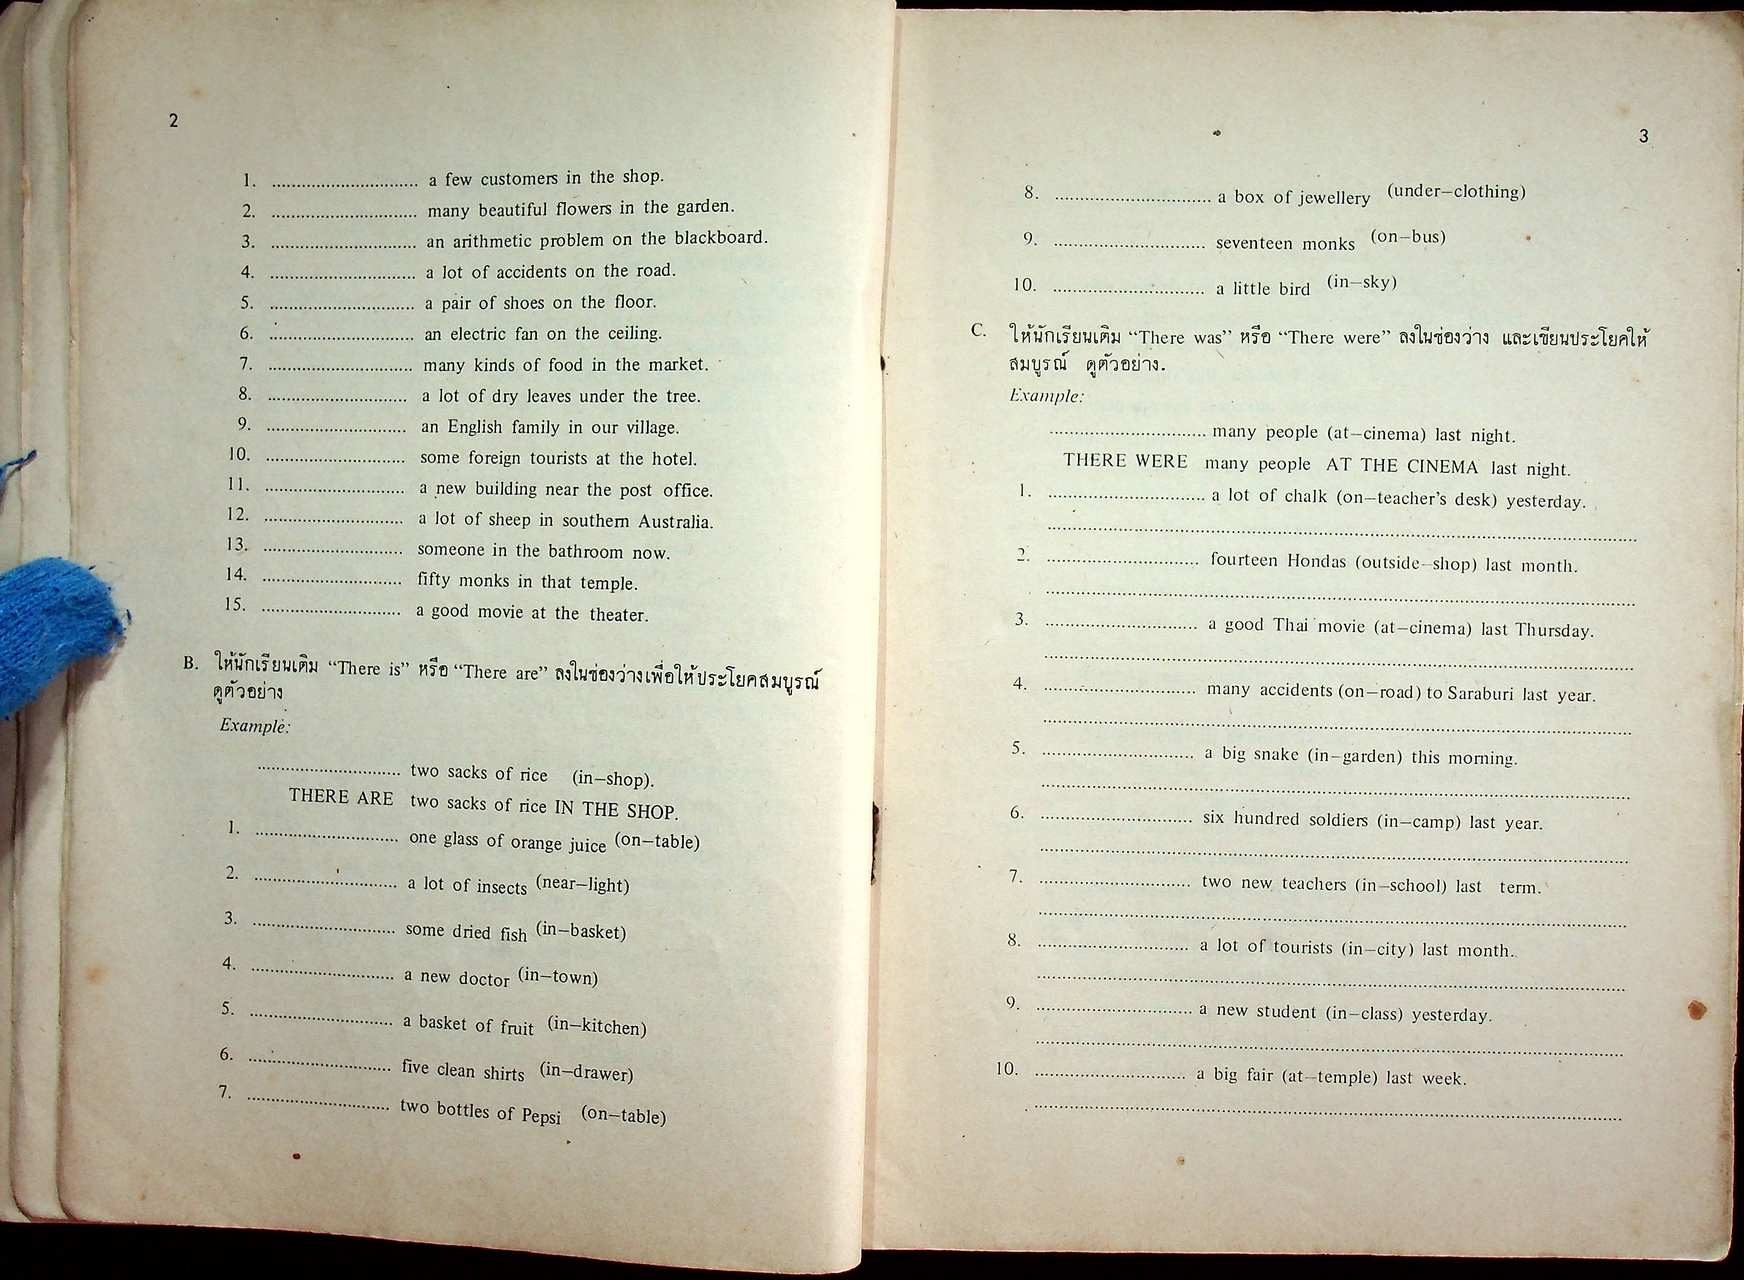 2
1. .............................. a few customers in the shop.
2. .............................. many beautiful flowers in the garden.
3. .............................. an arithmetic problem on the blackboard.
4. .............................. a lot of accidents on the road.
5. .............................. a pair of shoes on the floor.
6. .............................. an electric fan on the ceiling.
7. .............................. many kinds of food in the market.
8. .............................. a lot of dry leaves under the tree.
9. .............................. an English family in our village.
10. .............................. some foreign tourists at the hotel.
11. .............................. a new building near the post office.
12. .............................. a lot of sheep in southern Australia.
13. .............................. someone in the bathroom now.
14. .............................. fifty monks in that temple.
15. .............................. a good movie at the theater.
B. ให้นักเรียนเติม “There is” หรือ “There are” ลงในช่องว่างเพื่อให้ประโยคสมบูรณ์
ดูตัวอย่าง
Example:
.............................. two sacks of rice (in–shop).
THERE ARE two sacks of rice IN THE SHOP.
1. .............................. one glass of orange juice (on–table)
2. .............................. a lot of insects (near–light)
3. .............................. some dried fish (in–basket)
4. .............................. a new doctor (in–town)
5. .............................. a basket of fruit (in–kitchen)
6. .............................. five clean shirts (in–drawer)
7. .............................. two bottles of Pepsi (on–table)
3
8. .............................. a box of jewellery (under–clothing)
9. .............................. seventeen monks (on–bus)
10. .............................. a little bird (in–sky)
C. ให้นักเรียนเติม “There was” หรือ “There were” ลงในช่องว่าง และเขียนประโยคให้
สมบูรณ์ ดูตัวอย่าง.
Example:
.............................. many people (at–cinema) last night.
THERE WERE many people AT THE CINEMA last night.
1. .............................. a lot of chalk (on–teacher's desk) yesterday.
..............................
2. .............................. fourteen Hondas (outside–shop) last month.
..............................
3. .............................. a good Thai movie (at–cinema) last Thursday.
..............................
4. .............................. many accidents (on–road) to Saraburi last year.
..............................
5. .............................. a big snake (in–garden) this morning.
..............................
6. .............................. six hundred soldiers (in–camp) last year.
..............................
7. .............................. two new teachers (in–school) last term.
..............................
8. .............................. a lot of tourists (in–city) last month.
..............................
9. .............................. a new student (in–class) yesterday.
..............................
10. .............................. a big fair (at–temple) last week.
..............................